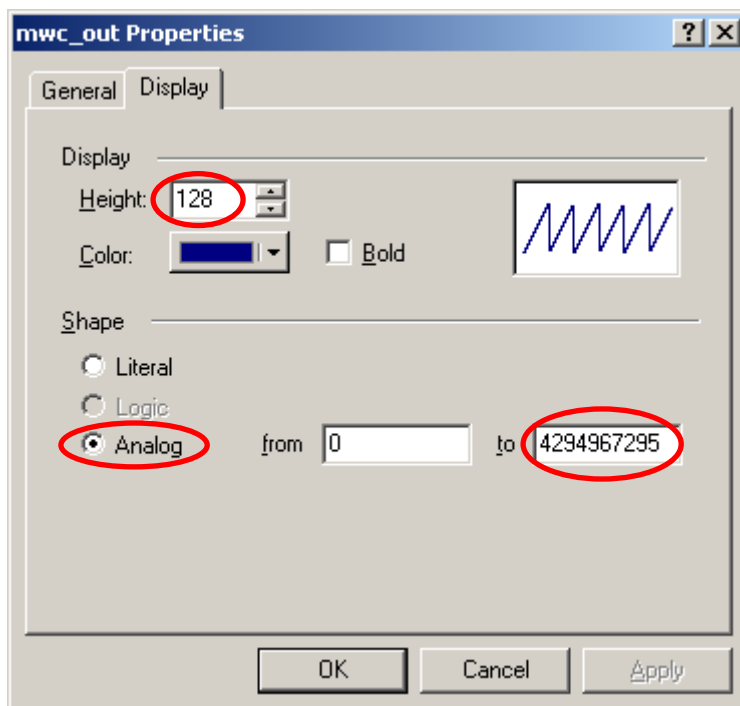 mwc_out Properties
General Display
Display
Height: 128
Color: Bold
Shape
Literal
Logic
Analog from 0 to 4294967295
OK Cancel Apply